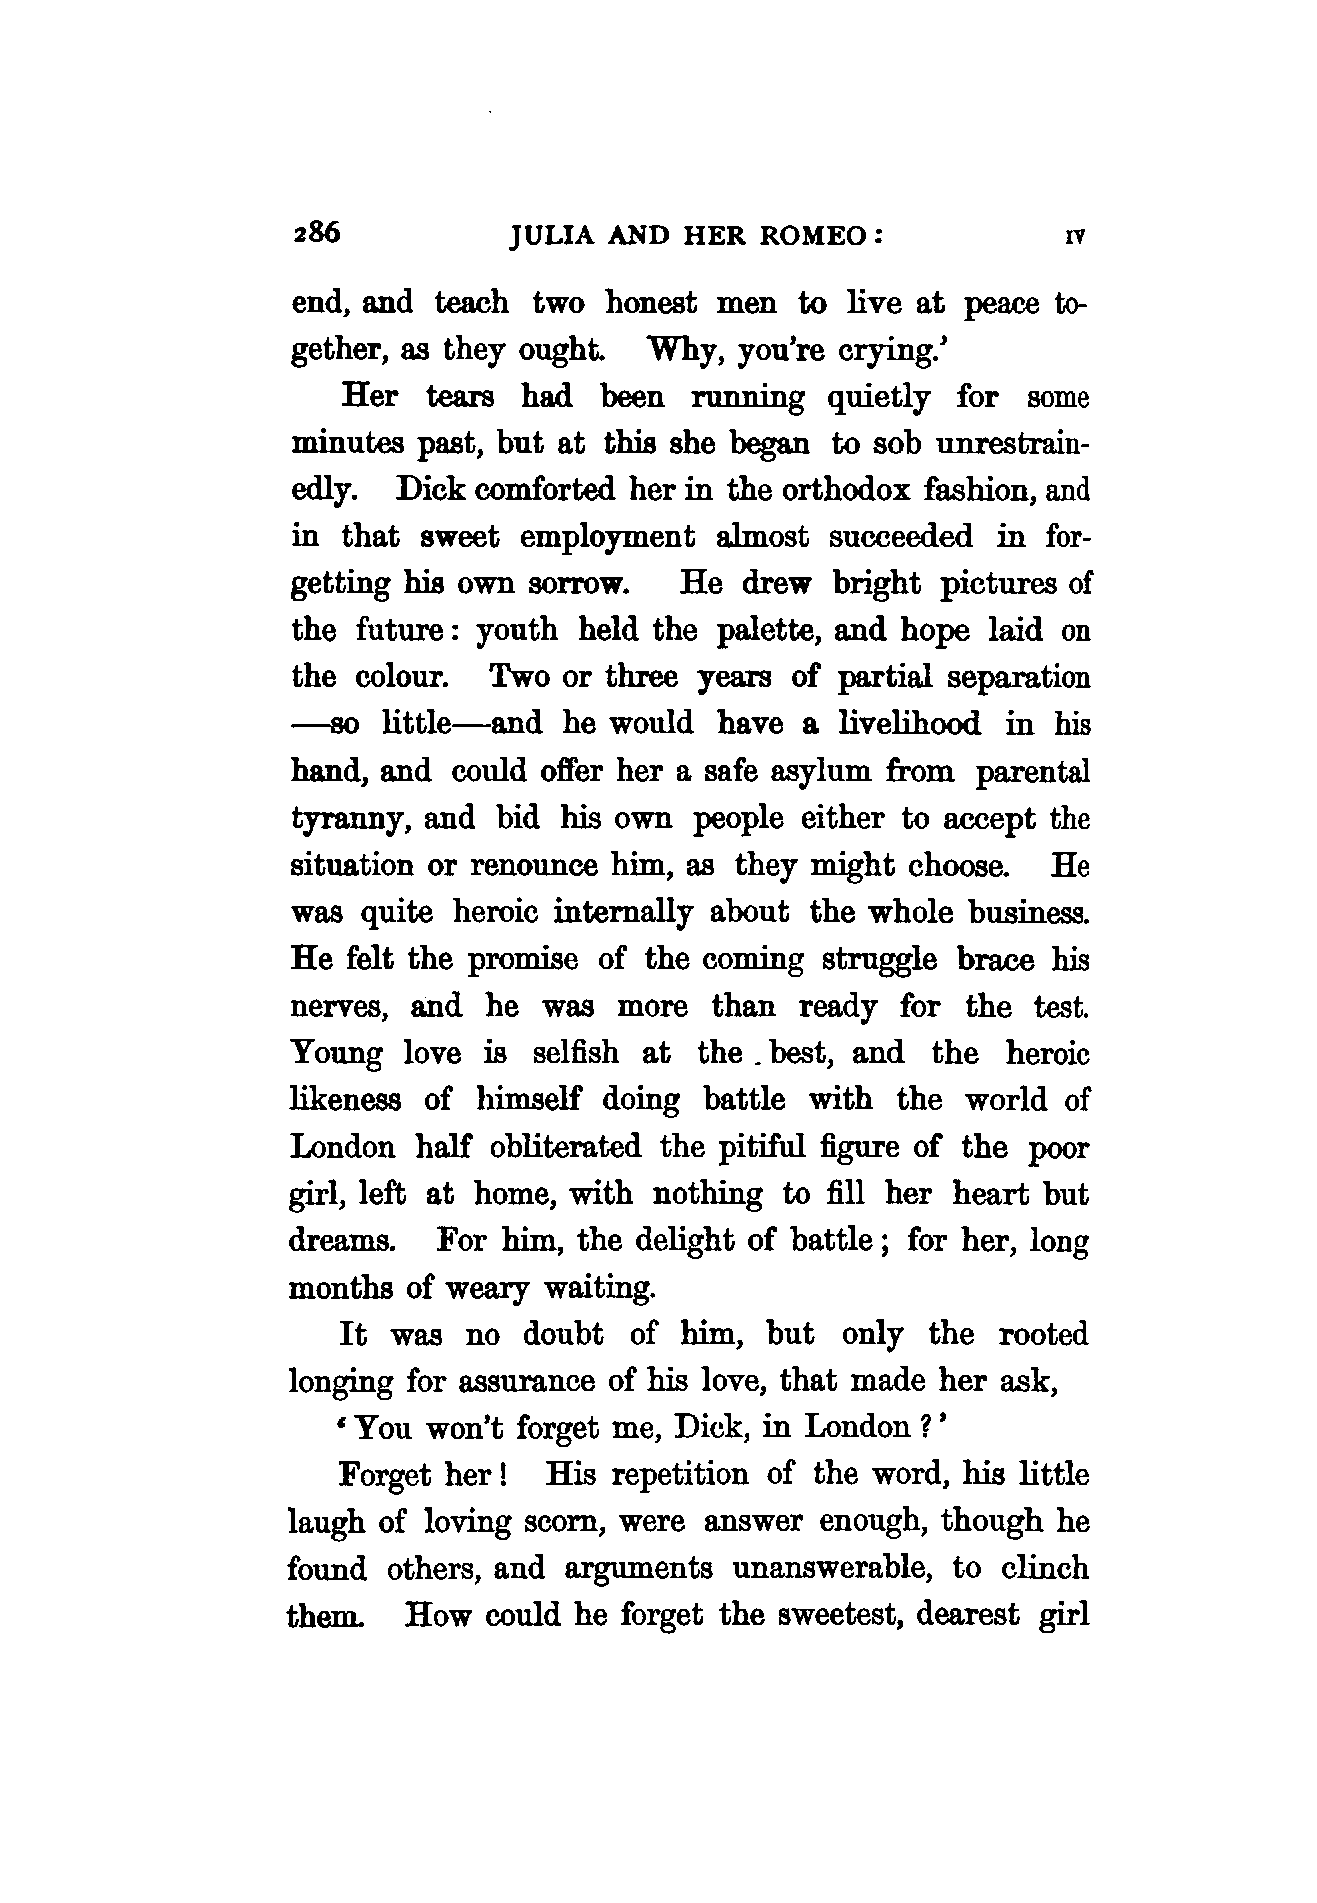 286 JULIA AND HER ROMEO: IV
end, and teach two honest men to live at peace to-
gether, as they ought. Why, you're crying.'
Her tears had been running quietly for some
minutes past, but at this she began to sob unrestrain-
edly. Dick comforted her in the orthodox fashion, and
in that sweet employment almost succeeded in for-
getting his own sorrow. He drew bright pictures of
the future: youth held the palette, and hope laid on
the colour. Two or three years of partial separation
—so little—and he would have a livelihood in his
hand, and could offer her a safe asylum from parental
tyranny, and bid his own people either to accept the
situation or renounce him, as they might choose. He
was quite heroic internally about the whole business.
He felt the promise of the coming struggle brace his
nerves, and he was more than ready for the test.
Young love is selfish at the best, and the heroic
likeness of himself doing battle with the world of
London half obliterated the pitiful figure of the poor
girl, left at home, with nothing to fill her heart but
dreams. For him, the delight of battle; for her, long
months of weary waiting.
It was no doubt of him, but only the rooted
longing for assurance of his love, that made her ask,
'You won't forget me, Dick, in London?'
Forget her! His repetition of the word, his little
laugh of loving scorn, were answer enough, though he
found others, and arguments unanswerable, to clinch
them. How could he forget the sweetest, dearest girl